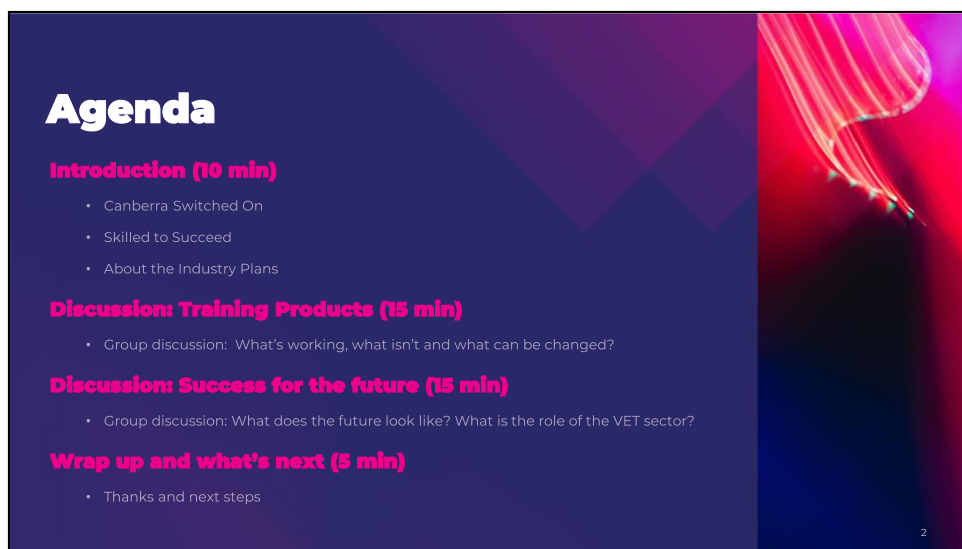 Agenda
Introduction (10 min)
• Canberra Switched On
• Skilled to Succeed
• About the Industry Plans
Discussion: Training Products (15 min)
• Group discussion:  What's working, what isn't and what can be changed?
Discussion: Success for the future (15 min)
• Group discussion: What does the future look like? What is the role of the VET sector?
Wrap up and what's next (5 min)
• Thanks and next steps
2